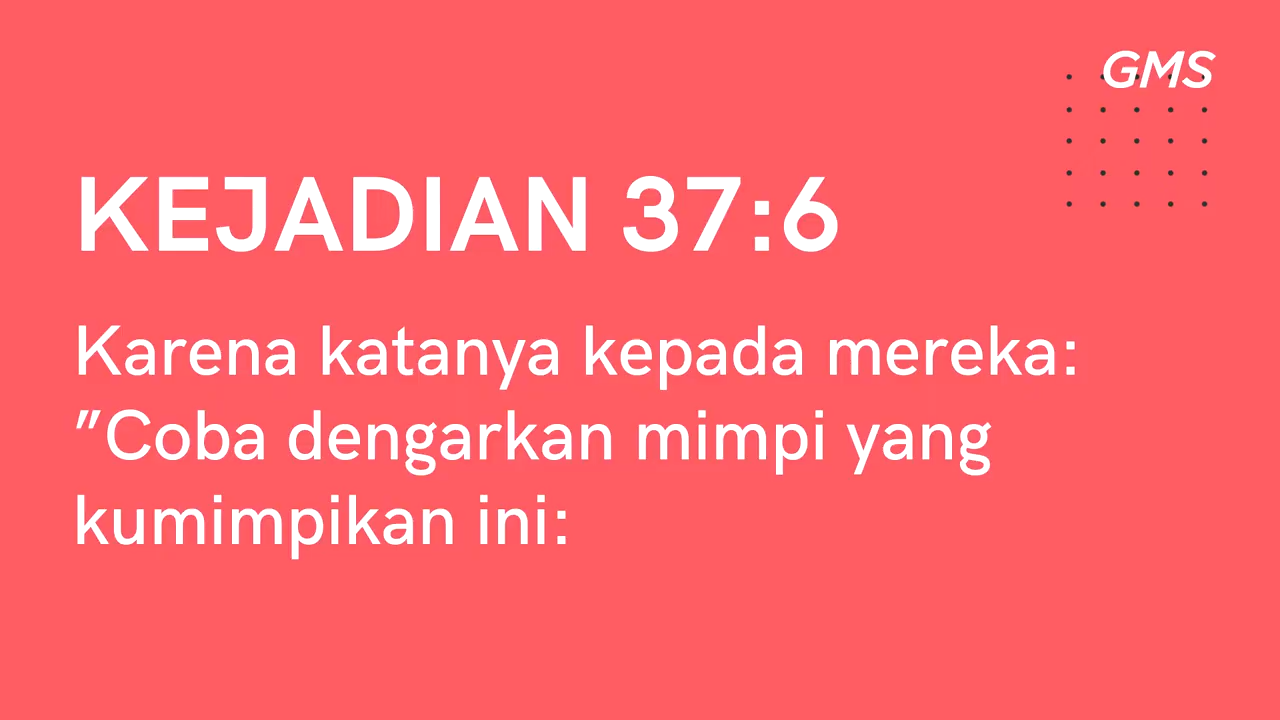 GMS
KEJADIAN 37:6
Karena katanya kepada mereka:
”Coba dengarkan mimpi yang
kumimpikan ini: